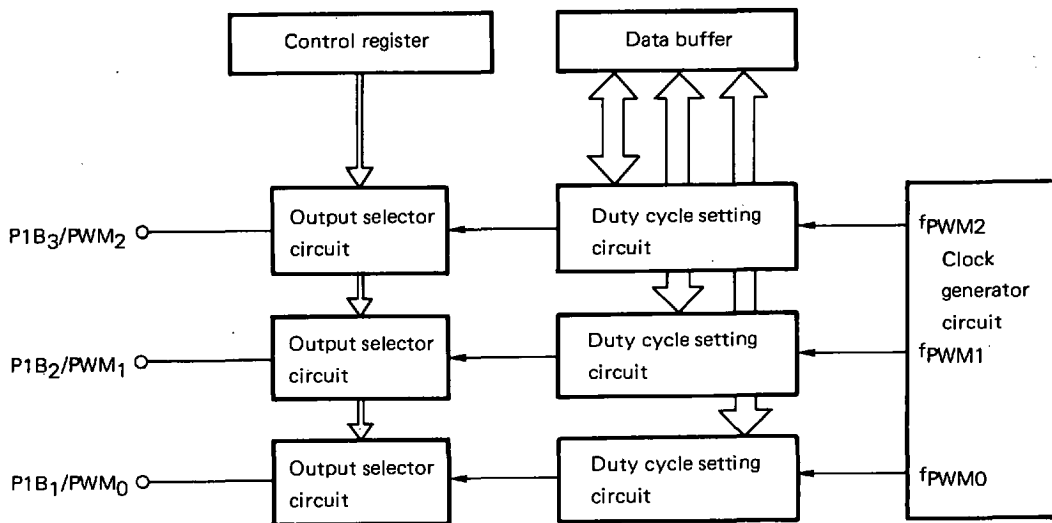 Control register
Data buffer
P1B3/PWM2
Output selector
circuit
Duty cycle setting
circuit
fPWM2
Clock
generator
circuit
P1B2/PWM1
Output selector
circuit
Duty cycle setting
circuit
fPWM1
P1B1/PWM0
Output selector
circuit
Duty cycle setting
circuit
fPWM0